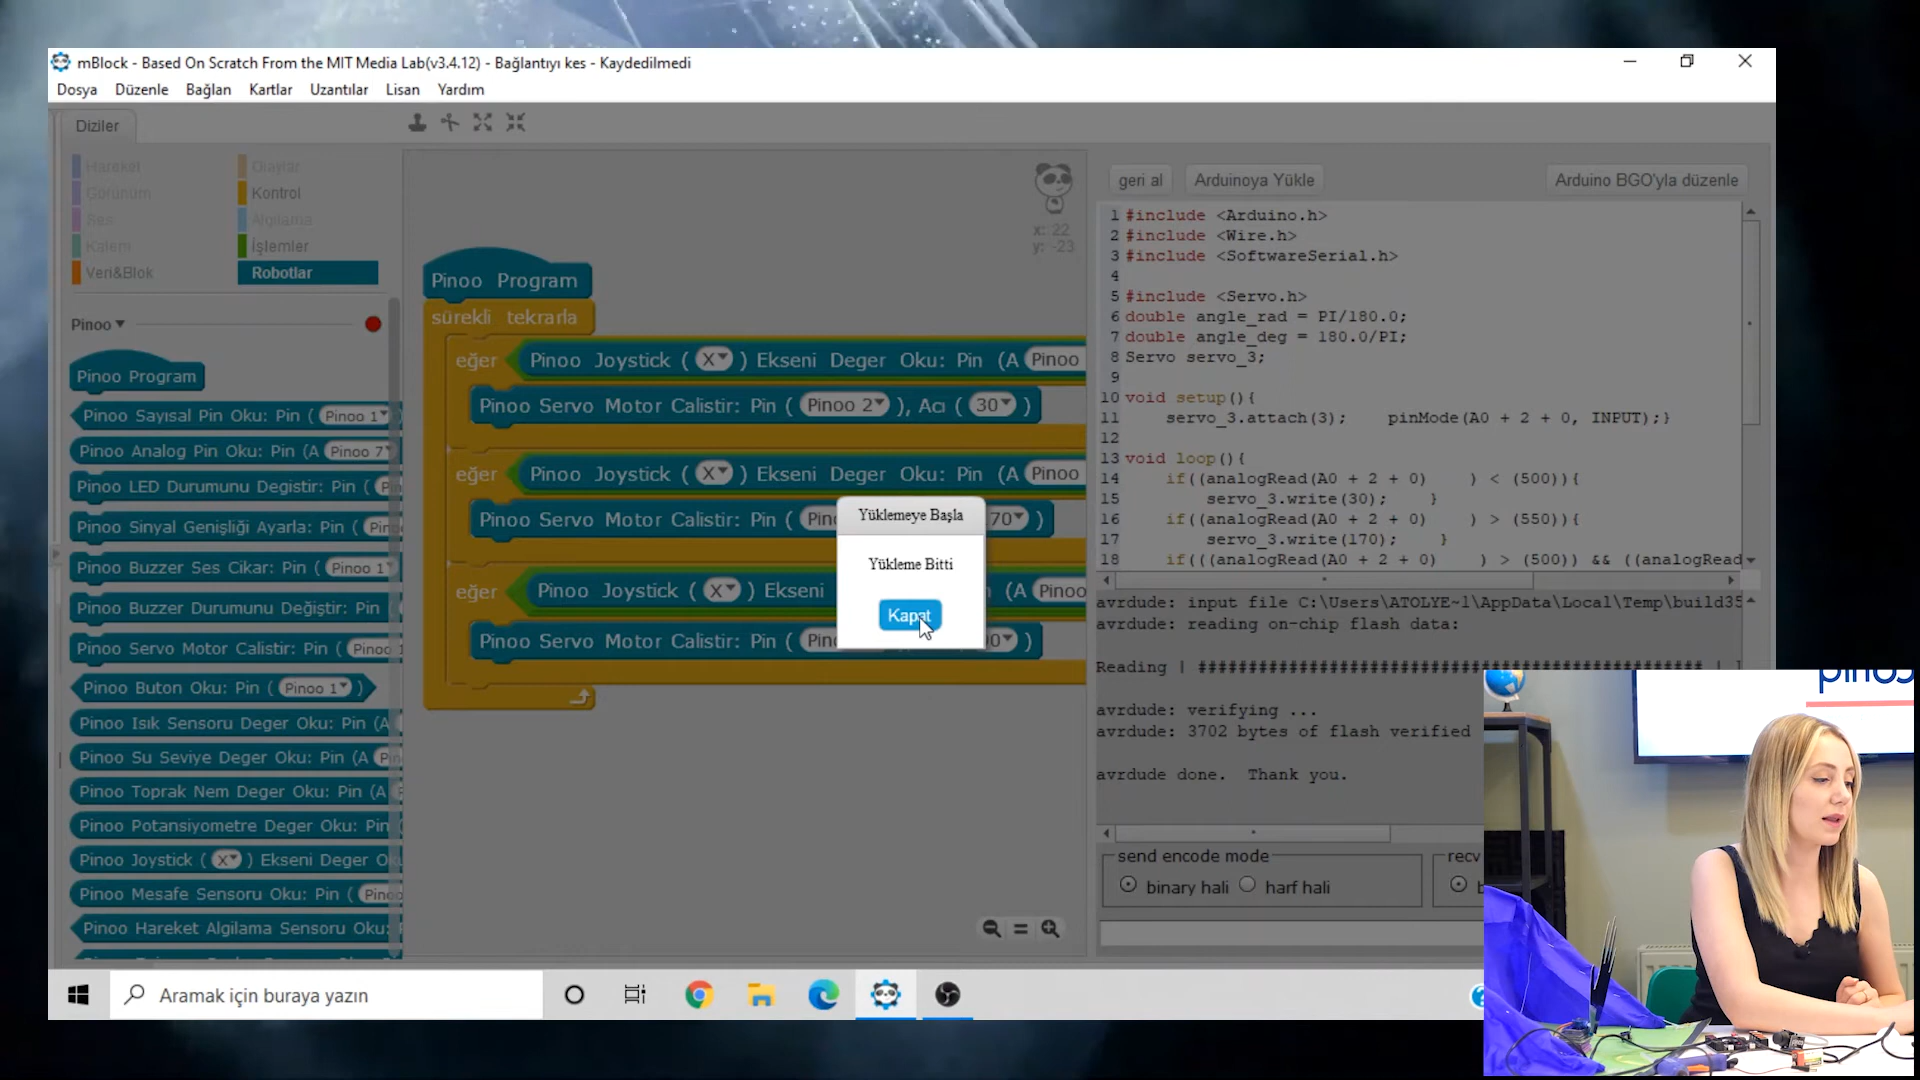 mBlock - Based On Scratch From the MIT Media Lab(v3.4.12) - Bağlantıyı kes - Kaydedilmedi
Dosya Düzenle Bağlan Kartlar Uzantılar Lisan Yardım
Diziler
Hareket Olaylar
Görünüm Kontrol
Ses Algılama
Kalem İşlemler
Veri&Blok Robotlar
Pinoo
Pinoo Program
Pinoo Sayısal Pin Oku: Pin ( Pinoo 1
Pinoo Analog Pin Oku: Pin (A Pinoo 7
Pinoo LED Durumunu Degistir: Pin (
Pinoo Sinyal Genişliği Ayarla: Pin (
Pinoo Buzzer Ses Cikar: Pin ( Pinoo 1
Pinoo Buzzer Durumunu Değiştir: Pin
Pinoo Servo Motor Calistir: Pin ( Pinoo
Pinoo Buton Oku: Pin ( Pinoo 1 )
Pinoo Isık Sensoru Deger Oku: Pin (A
Pinoo Su Seviye Deger Oku: Pin (A
Pinoo Toprak Nem Deger Oku: Pin (A
Pinoo Potansiyometre Deger Oku: Pin
Pinoo Joystick ( X ) Ekseni Deger
Pinoo Mesafe Sensoru Oku: Pin (
Pinoo Hareket Algilama Sensoru Oku:
x: 22
y: -23
Pinoo Program
sürekli tekrarla
eğer Pinoo Joystick ( X ) Ekseni Deger Oku: Pin (A Pinoo
Pinoo Servo Motor Calistir: Pin ( Pinoo 2 ), Acı ( 30 )
eğer Pinoo Joystick ( X ) Ekseni Deger Oku: Pin (A Pinoo
Pinoo Servo Motor Calistir: Pin ( 70 )
eğer Pinoo Joystick ( X ) Ekseni (A Pinoo
Pinoo Servo Motor Calistir: Pin ( )
Yüklemeye Başla
Yükleme Bitti
Kapat
geri al Arduinoya Yükle Arduino BGO'yla düzenle
1 #include <Arduino.h>
2 #include <Wire.h>
3 #include <SoftwareSerial.h>
4
5 #include <Servo.h>
6 double angle_rad = PI/180.0;
7 double angle_deg = 180.0/PI;
8 Servo servo_3;
9
10 void setup(){
11 servo_3.attach(3); pinMode(A0 + 2 + 0, INPUT);}
12
13 void loop(){
14 if((analogRead(A0 + 2 + 0) ) < (500)){
15 servo_3.write(30); }
16 if((analogRead(A0 + 2 + 0) ) > (550)){
17 servo_3.write(170); }
18 if(((analogRead(A0 + 2 + 0) ) > (500)) && ((analogRead
avrdude: input file C:\Users\ATOLYE~1\AppData\Local\Temp\build35
avrdude: reading on-chip flash data:
Reading | ################################################## |
avrdude: verifying ...
avrdude: 3702 bytes of flash verified
avrdude done. Thank you.
send encode mode recv
binary hali harf hali
Aramak için buraya yazın
pinoo